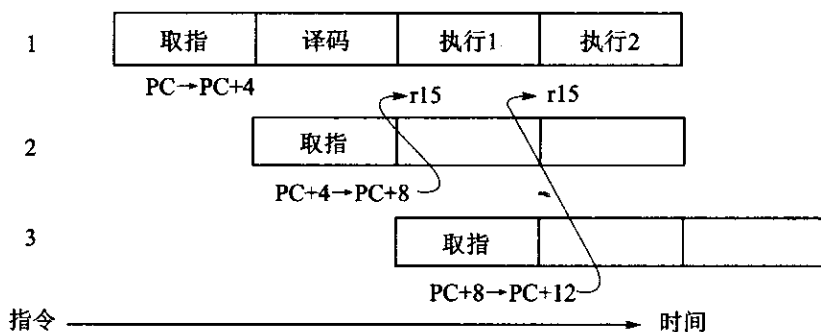 1 取指 译码 执行1 执行2
PC→PC+4 r15 r15
2 取指
PC+4→PC+8
3 取指
PC+8→PC+12
指令 时间